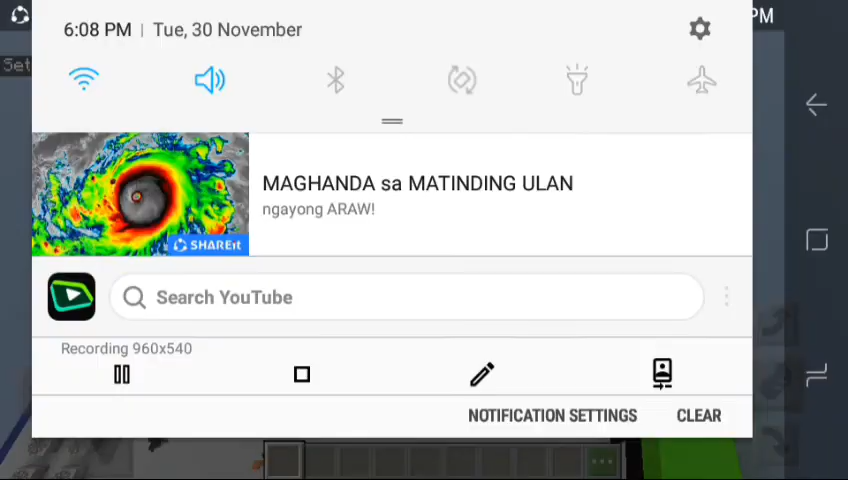 6:08 PM | Tue, 30 November
PM
Set
MAGHANDA sa MATINDING ULAN
ngayong ARAW!
SHAREit
Search YouTube
Recording 960x540
NOTIFICATION SETTINGS CLEAR